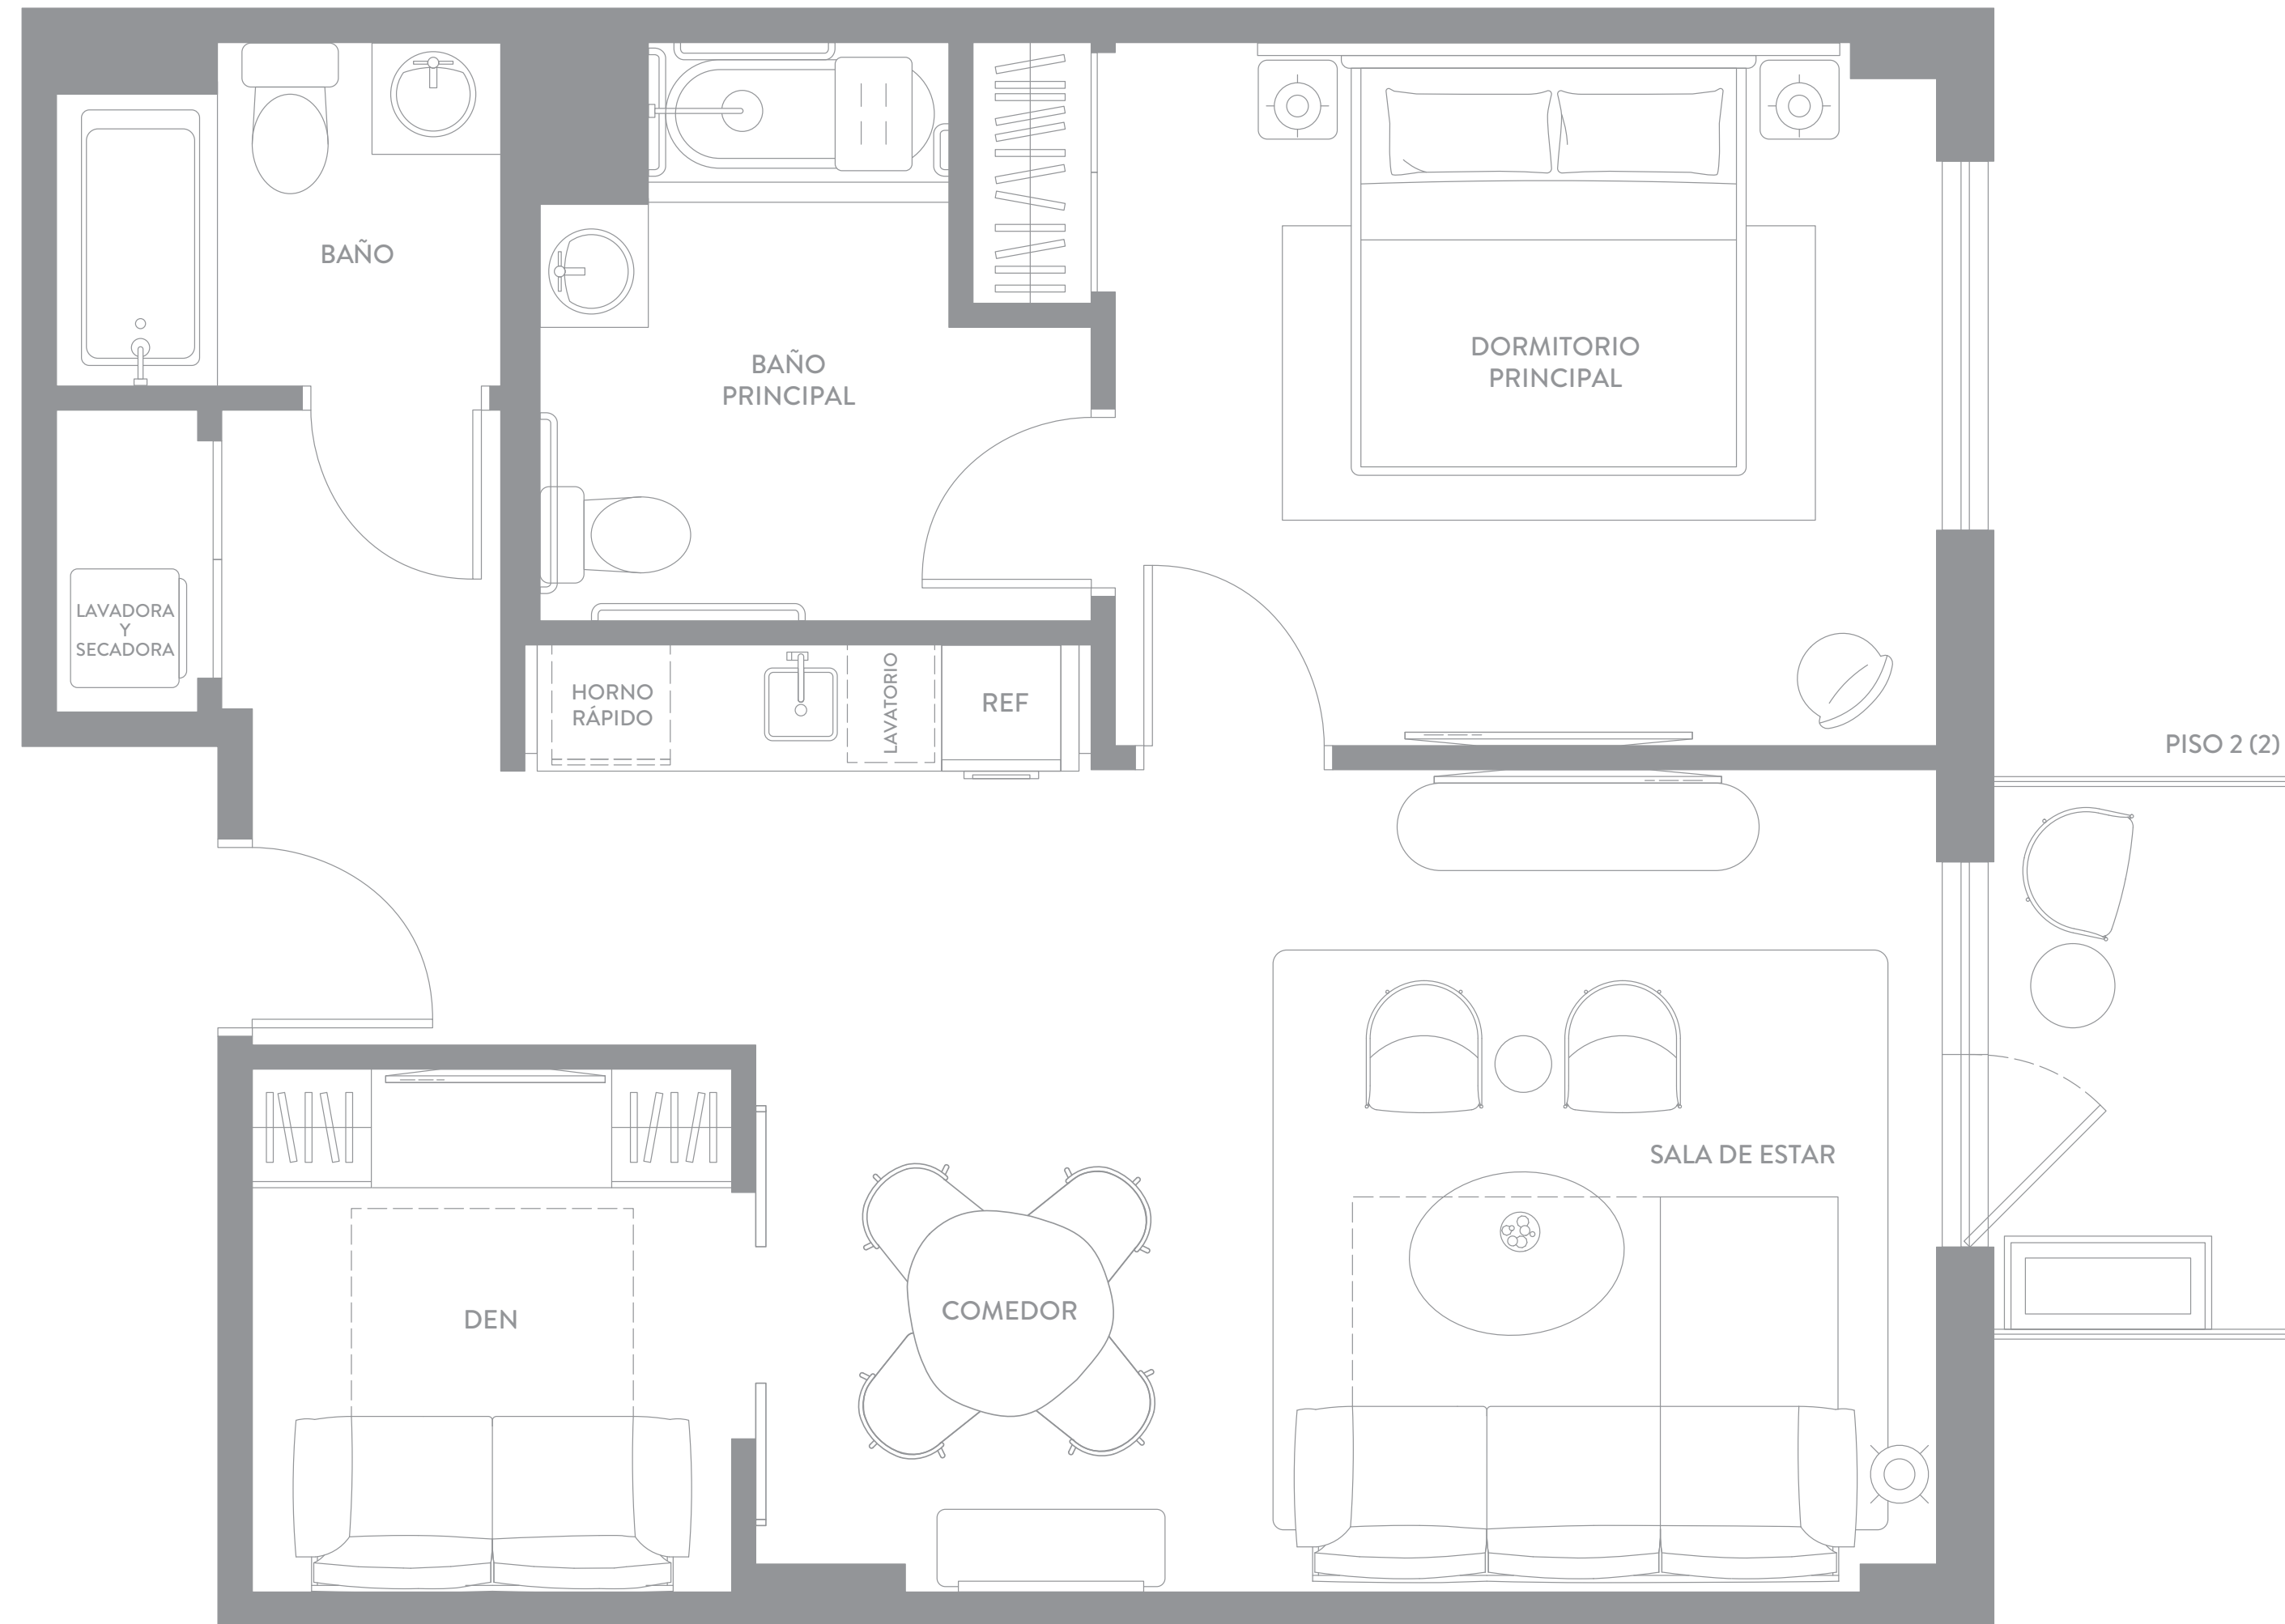 BAÑO
BAÑO
PRINCIPAL
DORMITORIO
PRINCIPAL
LAVADORA
Y
SECADORA
HORNO
RÁPIDO
LAVATORIO
REF
PISO 2 (2)
SALA DE ESTAR
DEN
COMEDOR